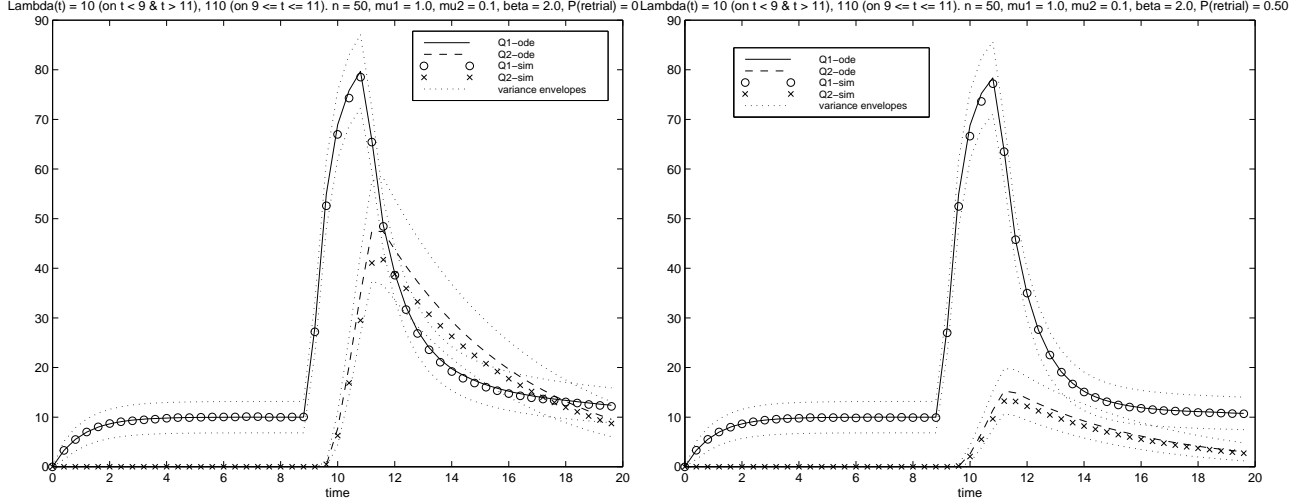 Lambda(t) = 10 (on t < 9 & t > 11), 110 (on 9 <= t <= 11). n = 50, mu1 = 1.0, mu2 = 0.1, beta = 2.0, P(retrial) = 0
90
80
70
60
50
40
30
20
10
0
Q1-ode
Q2-ode
Q1-sim
Q2-sim
variance envelopes
0 2 4 6 8 10 12 14 16 18 20
time
Lambda(t) = 10 (on t < 9 & t > 11), 110 (on 9 <= t <= 11). n = 50, mu1 = 1.0, mu2 = 0.1, beta = 2.0, P(retrial) = 0.50
90
80
70
60
50
40
30
20
10
0
Q1-ode
Q2-ode
Q1-sim
Q2-sim
variance envelopes
0 2 4 6 8 10 12 14 16 18 20
time